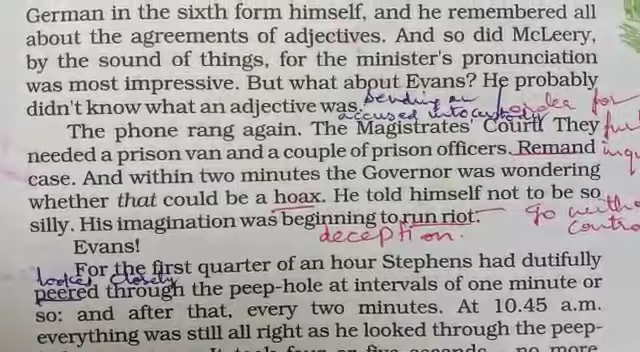 German in the sixth form himself, and he remembered all
about the agreements of adjectives. And so did McLeery,
by the sound of things, for the minister's pronunciation
was most impressive. But what about Evans? He probably
didn't know what an adjective was.
Sending an
order for
accused into custody
The phone rang again. The Magistrates' Court! They
needed a prison van and a couple of prison officers. Remand
case. And within two minutes the Governor was wondering
whether that could be a hoax. He told himself not to be so
silly. His imagination was beginning to run riot.
deception.
Evans!
For the first quarter of an hour Stephens had dutifully
looked closely
peered through the peep-hole at intervals of one minute or
so: and after that, every two minutes. At 10.45 a.m.
everything was still all right as he looked through the peep-